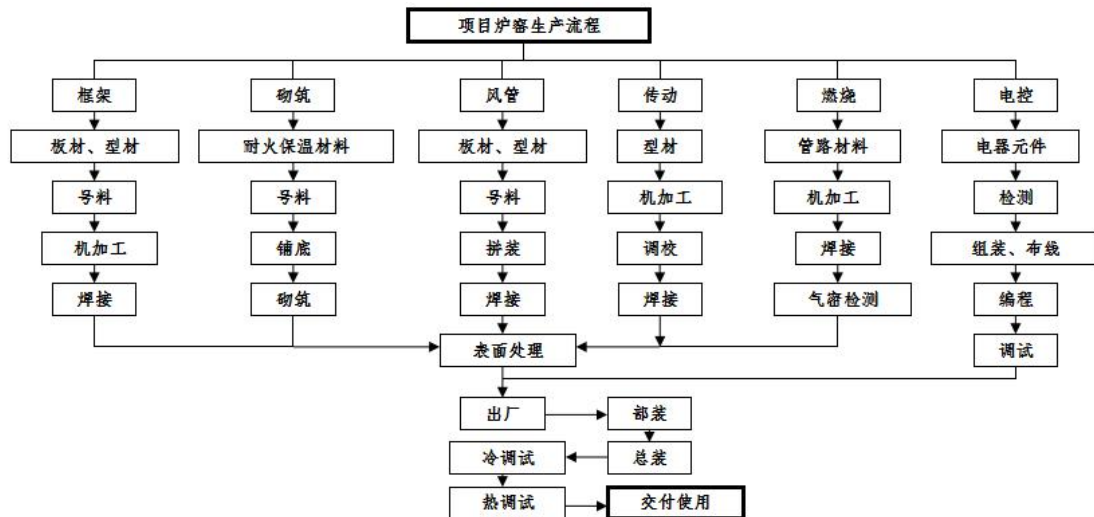 项目炉窑生产流程
框架 砌筑 风管 传动 燃烧 电控
板材、型材 耐火保温材料 板材、型材 型材 管路材料 电器元件
号料 号料 号料 机加工 机加工 检测
机加工 铺底 拼装 调校 焊接 组装、布线
焊接 砌筑 焊接 焊接 气密检测 编程
表面处理 调试
出厂 部装
冷调试 总装
热调试 交付使用